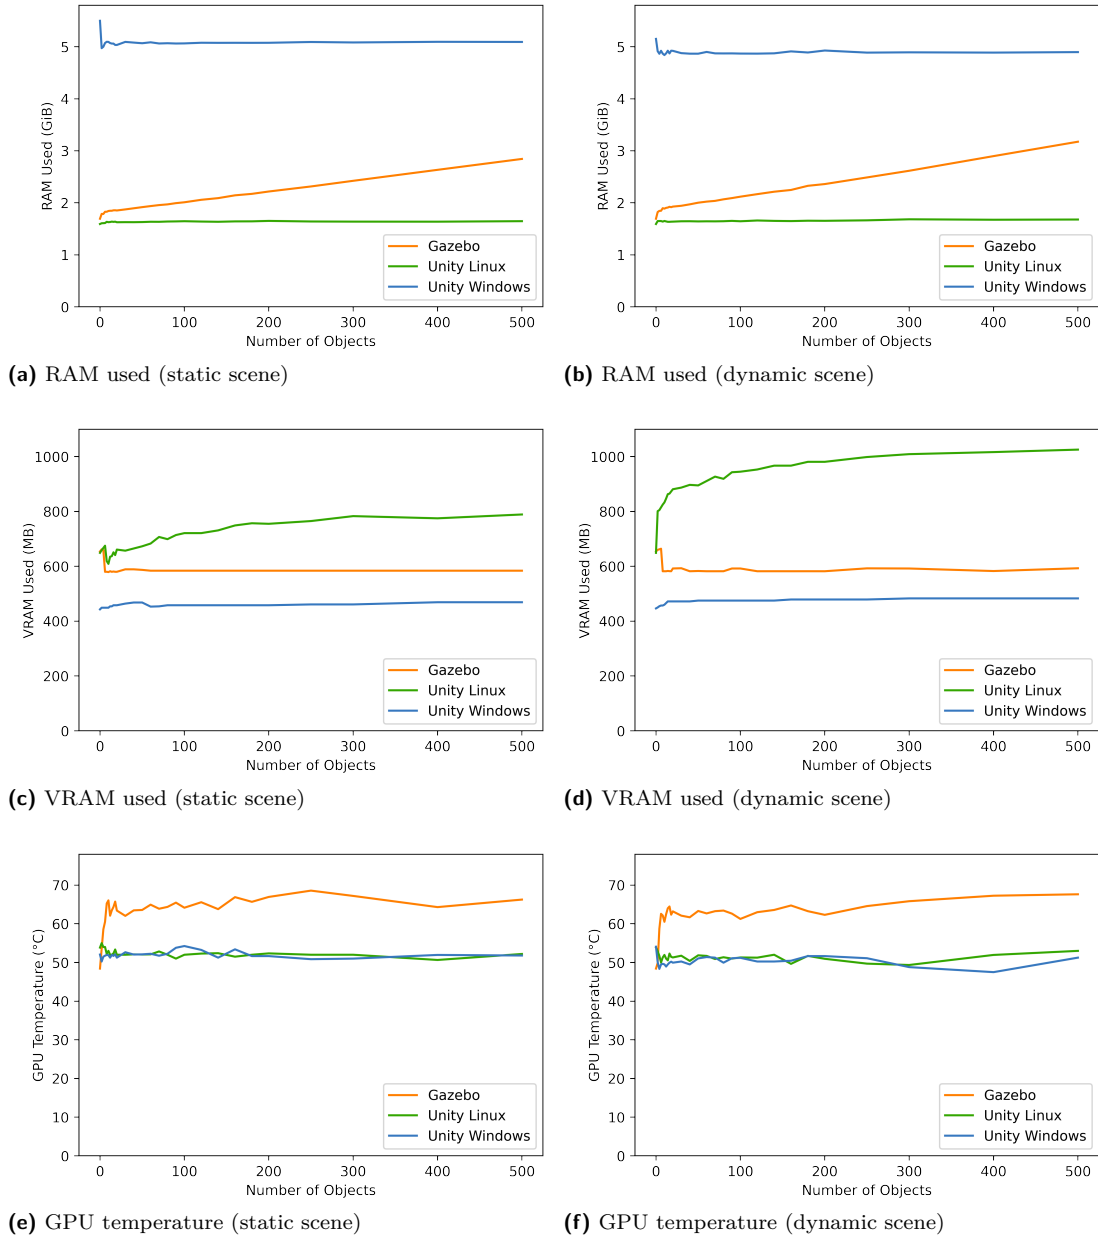 5
4
3
2
1
0
RAM Used (GiB)
0 100 200 300 400 500
Number of Objects
Gazebo
Unity Linux
Unity Windows
(a) RAM used (static scene)
5
4
3
2
1
0
RAM Used (GiB)
0 100 200 300 400 500
Number of Objects
Gazebo
Unity Linux
Unity Windows
(b) RAM used (dynamic scene)
1000
800
600
400
200
0
VRAM Used (MB)
0 100 200 300 400 500
Number of Objects
Gazebo
Unity Linux
Unity Windows
(c) VRAM used (static scene)
1000
800
600
400
200
0
VRAM Used (MB)
0 100 200 300 400 500
Number of Objects
Gazebo
Unity Linux
Unity Windows
(d) VRAM used (dynamic scene)
70
60
50
40
30
20
10
0
GPU Temperature (°C)
0 100 200 300 400 500
Number of Objects
Gazebo
Unity Linux
Unity Windows
(e) GPU temperature (static scene)
70
60
50
40
30
20
10
0
GPU Temperature (°C)
0 100 200 300 400 500
Number of Objects
Gazebo
Unity Linux
Unity Windows
(f) GPU temperature (dynamic scene)